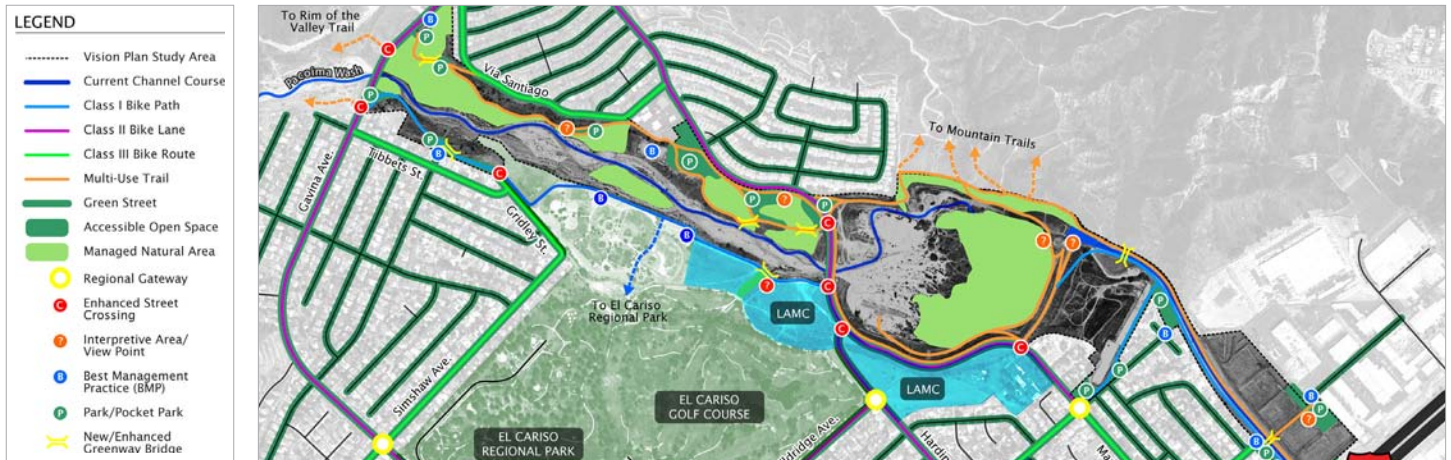 LEGEND
Vision Plan Study Area
Current Channel Course
Class I Bike Path
Class II Bike Lane
Class III Bike Route
Multi-Use Trail
Green Street
Accessible Open Space
Managed Natural Area
Regional Gateway
C
Enhanced Street
Crossing
?
Interpretive Area/
View Point
B
Best Management
Practice (BMP)
P
Park/Pocket Park
New/Enhanced
Greenway Bridge
To Rim of the
Valley Trail
B
P
C
Pacoima Wash
P
Via Santiago
P
C
?
P
To Mountain Trails
P
B
B
P
Tibbets St.
C
Gavina Ave.
B
P
?
P
C
Gridley St.
B
?
?
To El Cariso
Regional Park
?
C
LAMC
P
C
C
B
Simshaw Ave.
LAMC
P
P
EL CARISO
GOLF COURSE
B
P
?
EL CARISO
REGIONAL PARK
B
P